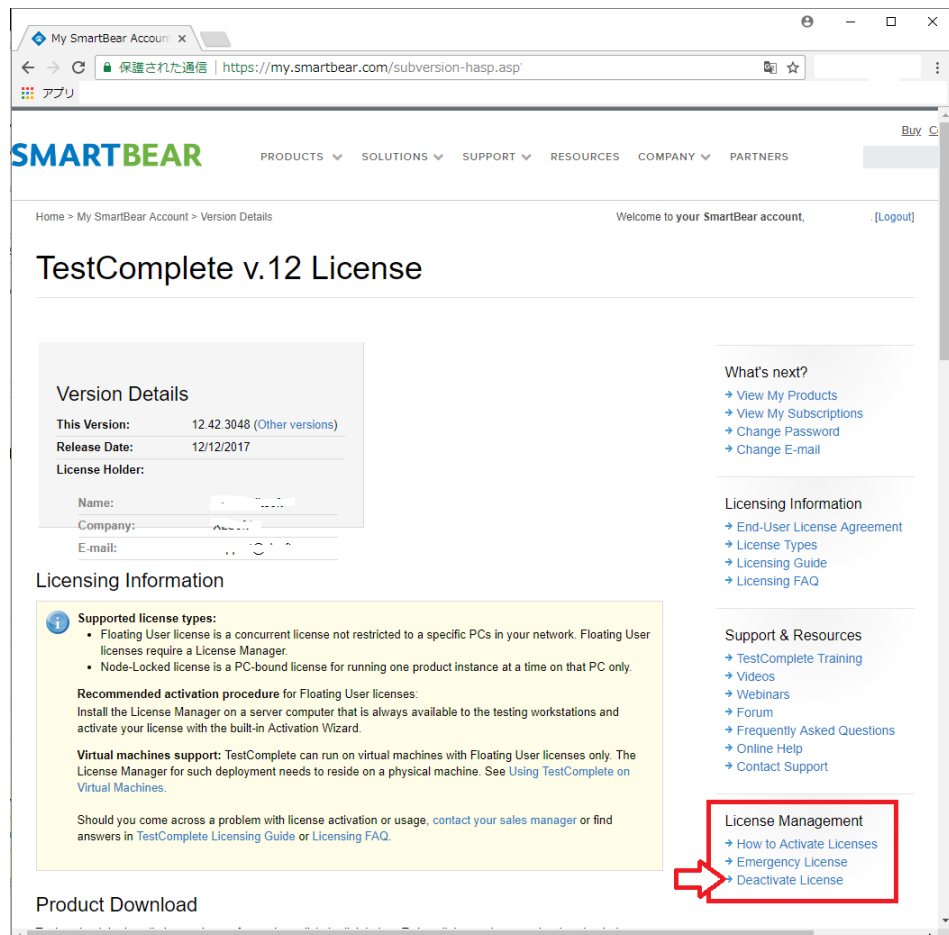 My SmartBear Accoun
保護された通信 | https://my.smartbear.com/subversion-hasp.asp
アプリ
Buy
SMARTBEAR
PRODUCTS SOLUTIONS SUPPORT RESOURCES COMPANY PARTNERS
Home > My SmartBear Account > Version Details
Welcome to your SmartBear account, [Logout]
TestComplete v.12 License
Version Details
This Version: 12.42.3048 (Other versions)
Release Date: 12/12/2017
License Holder:
Name:
Company:
E-mail:
Licensing Information
Supported license types:
• Floating User license is a concurrent license not restricted to a specific PCs in your network. Floating User
licenses require a License Manager.
• Node-Locked license is a PC-bound license for running one product instance at a time on that PC only.
Recommended activation procedure for Floating User licenses:
Install the License Manager on a server computer that is always available to the testing workstations and
activate your license with the built-in Activation Wizard.
Virtual machines support: TestComplete can run on virtual machines with Floating User licenses only. The
License Manager for such deployment needs to reside on a physical machine. See Using TestComplete on
Virtual Machines.
Should you come across a problem with license activation or usage, contact your sales manager or find
answers in TestComplete Licensing Guide or Licensing FAQ.
Product Download
What's next?
View My Products
View My Subscriptions
Change Password
Change E-mail
Licensing Information
End-User License Agreement
License Types
Licensing Guide
Licensing FAQ
Support & Resources
TestComplete Training
Videos
Webinars
Forum
Frequently Asked Questions
Online Help
Contact Support
License Management
How to Activate Licenses
Emergency License
Deactivate License